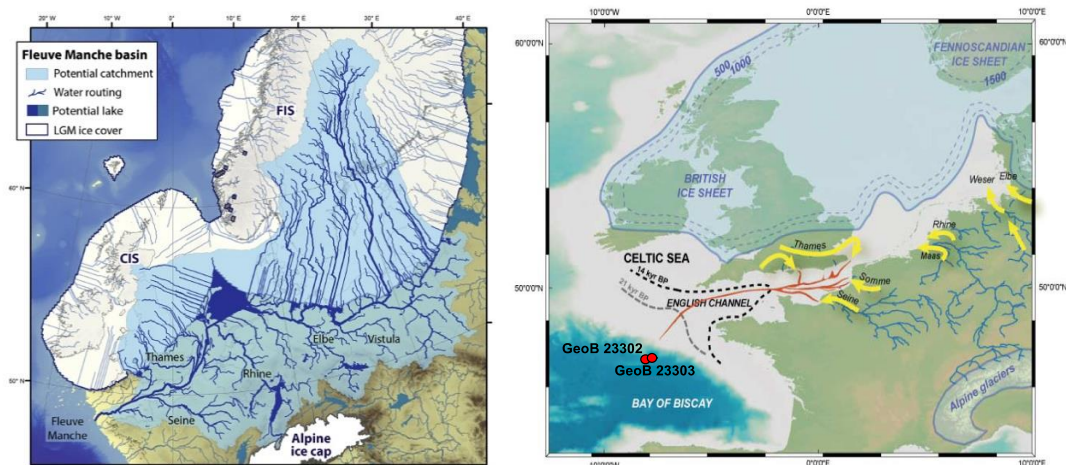 0°
10°
20°
30°
40°E
Fleuve Manche basin
Potential catchment
Water routing
Potential lake
LGM ice cover
FIS
60°N
CIS
Thames
Elbe
Vistula
Rhine
50°N
Seine
Fleuve
Manche
Alpine
ice cap
10°0'0"W
0°0'0"E
10°0'0"E
60°0'0"N
500
1000
FENNOSCANDIAN
ICE SHEET
1500
BRITISH
ICE SHEET
Weser
Elbe
Rhine
Maas
Thames
CELTIC SEA
14 kyr BP
21 kyr BP
ENGLISH CHANNEL
Somme
Seine
50°0'0"N
50°0'0"N
GeoB 23302
GeoB 23303
BAY OF BISCAY
Alpine glaciers
10°0'0"W
0°0'0"E
10°0'0"E